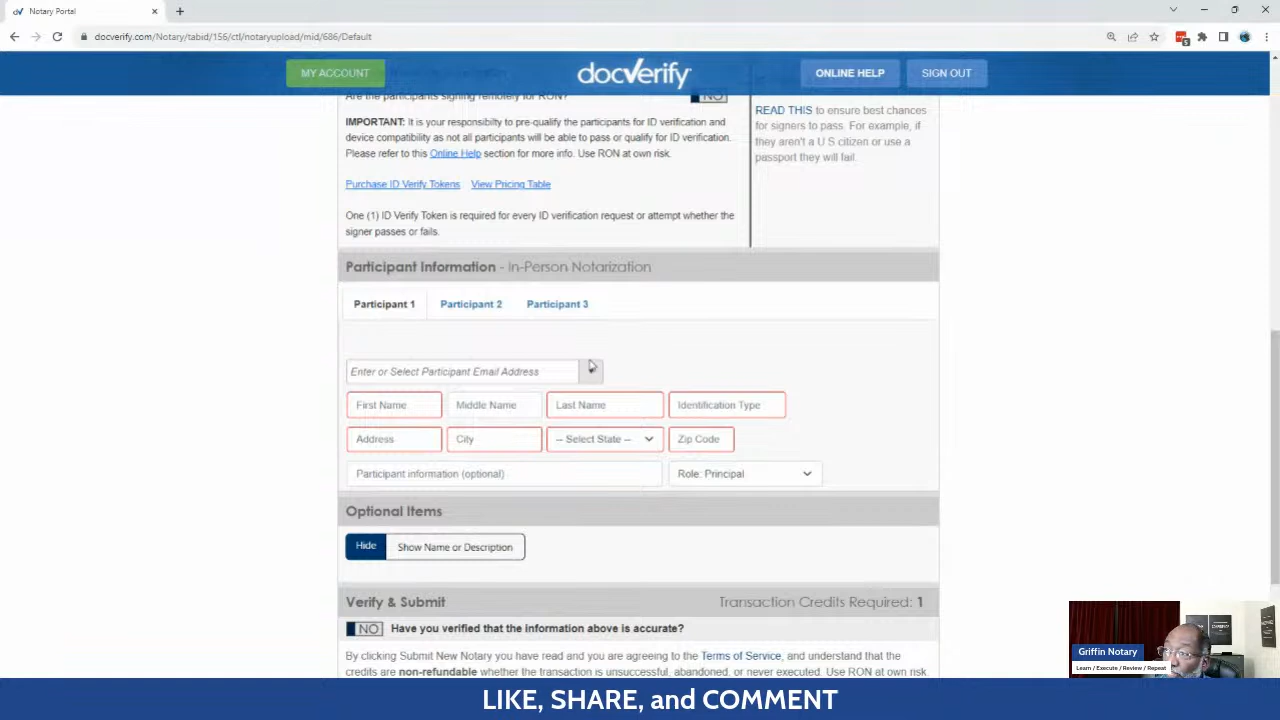 Notary Portal
docverify.com/Notary/tabid/156/ctl/notaryupload/mid/686/Default
MY ACCOUNT
docVerify
ONLINE HELP
SIGN OUT
Are the participants signing remotely for RON?
NO
IMPORTANT: It is your responsibilty to pre-qualify the participants for ID verification and
device compatibility as not all participants will be able to pass or qualify for ID verification.
Please refer to this Online Help section for more info. Use RON at own risk.
Purchase ID Verify Tokens View Pricing Table
One (1) ID Verify Token is required for every ID verification request or attempt whether the
signer passes or fails.
READ THIS to ensure best chances
for signers to pass. For example, if
they aren't a U S citizen or use a
passport they will fail.
Participant Information - In-Person Notarization
Participant 1 Participant 2 Participant 3
Enter or Select Participant Email Address
First Name Middle Name Last Name Identification Type
Address City -- Select State -- Zip Code
Participant information (optional) Role: Principal
Optional Items
Hide Show Name or Description
Verify & Submit Transaction Credits Required: 1
NO Have you verified that the information above is accurate?
By clicking Submit New Notary you have read and you are agreeing to the Terms of Service, and understand that the
credits are non-refundable whether the transaction is unsuccessful, abandoned, or never executed. Use RON at own risk.
Griffin Notary
Learn / Execute / Review / Repeat
LIKE, SHARE, and COMMENT